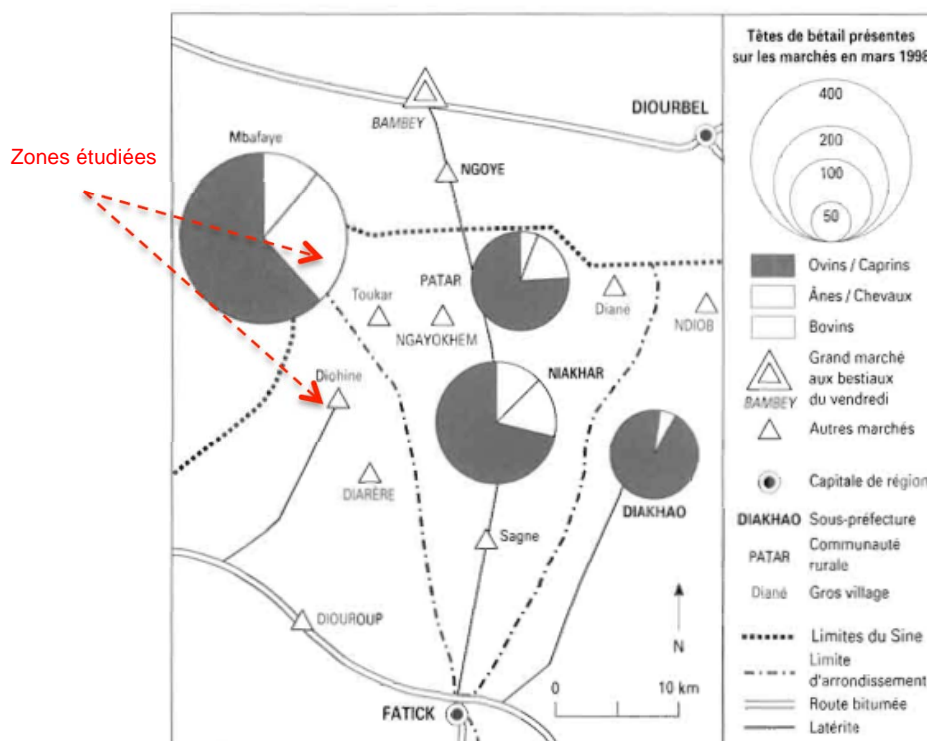 Zones étudiées
Mbafaye
BAMBEY
DIOURBEL
NGOYE
PATAR
Toukar
NGAYOKHEM
Diané
NDIOB
Diohine
NIAKHAR
DIARÈRE
DIAKHAO
Sagne
DIOUROUP
FATICK
N
0
10 km
Têtes de bétail présentes
sur les marchés en mars 1998
400
200
100
50
Ovins / Caprins
Ânes / Chevaux
Bovins
Grand marché
aux bestiaux
du vendredi
BAMBEY
Autres marchés
Capitale de région
DIAKHAO Sous-préfecture
PATAR Communauté
rurale
Diané Gros village
Limites du Sine
Limite
d'arrondissement
Route bitumée
Latérite